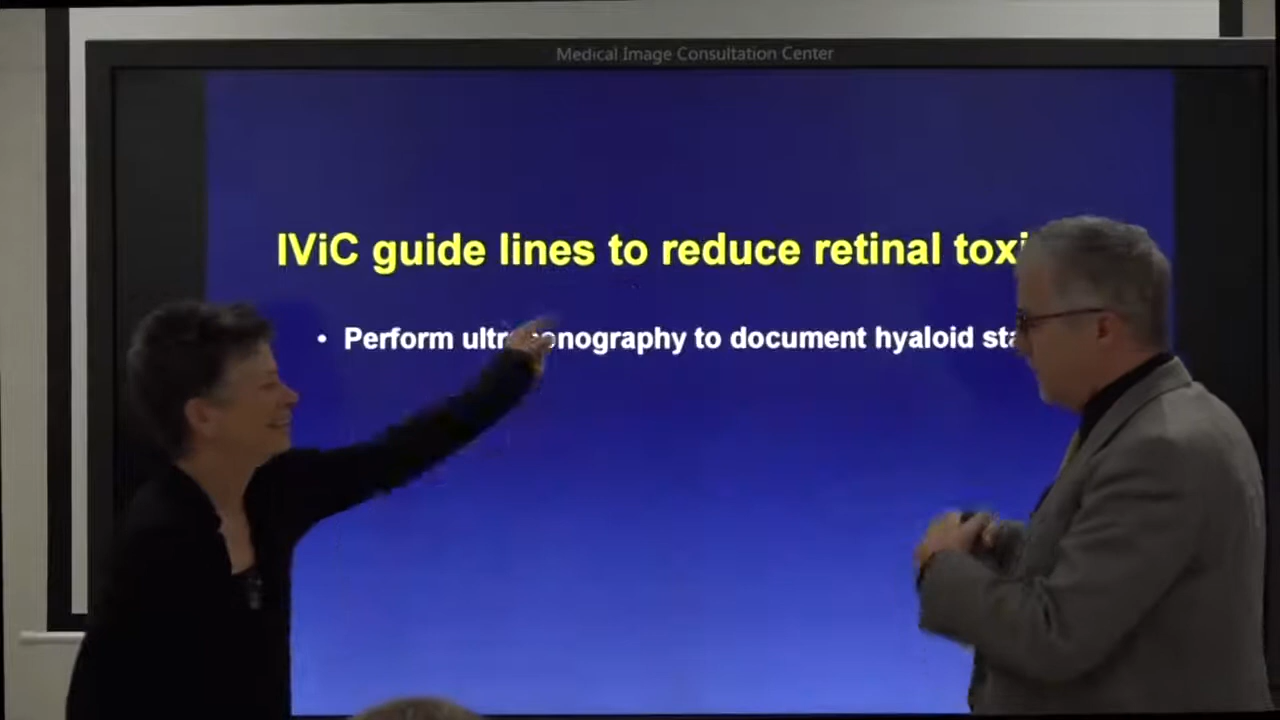 Medical Image Consultation Center
IViC guide lines to reduce retinal
• Perform to document hyaloid